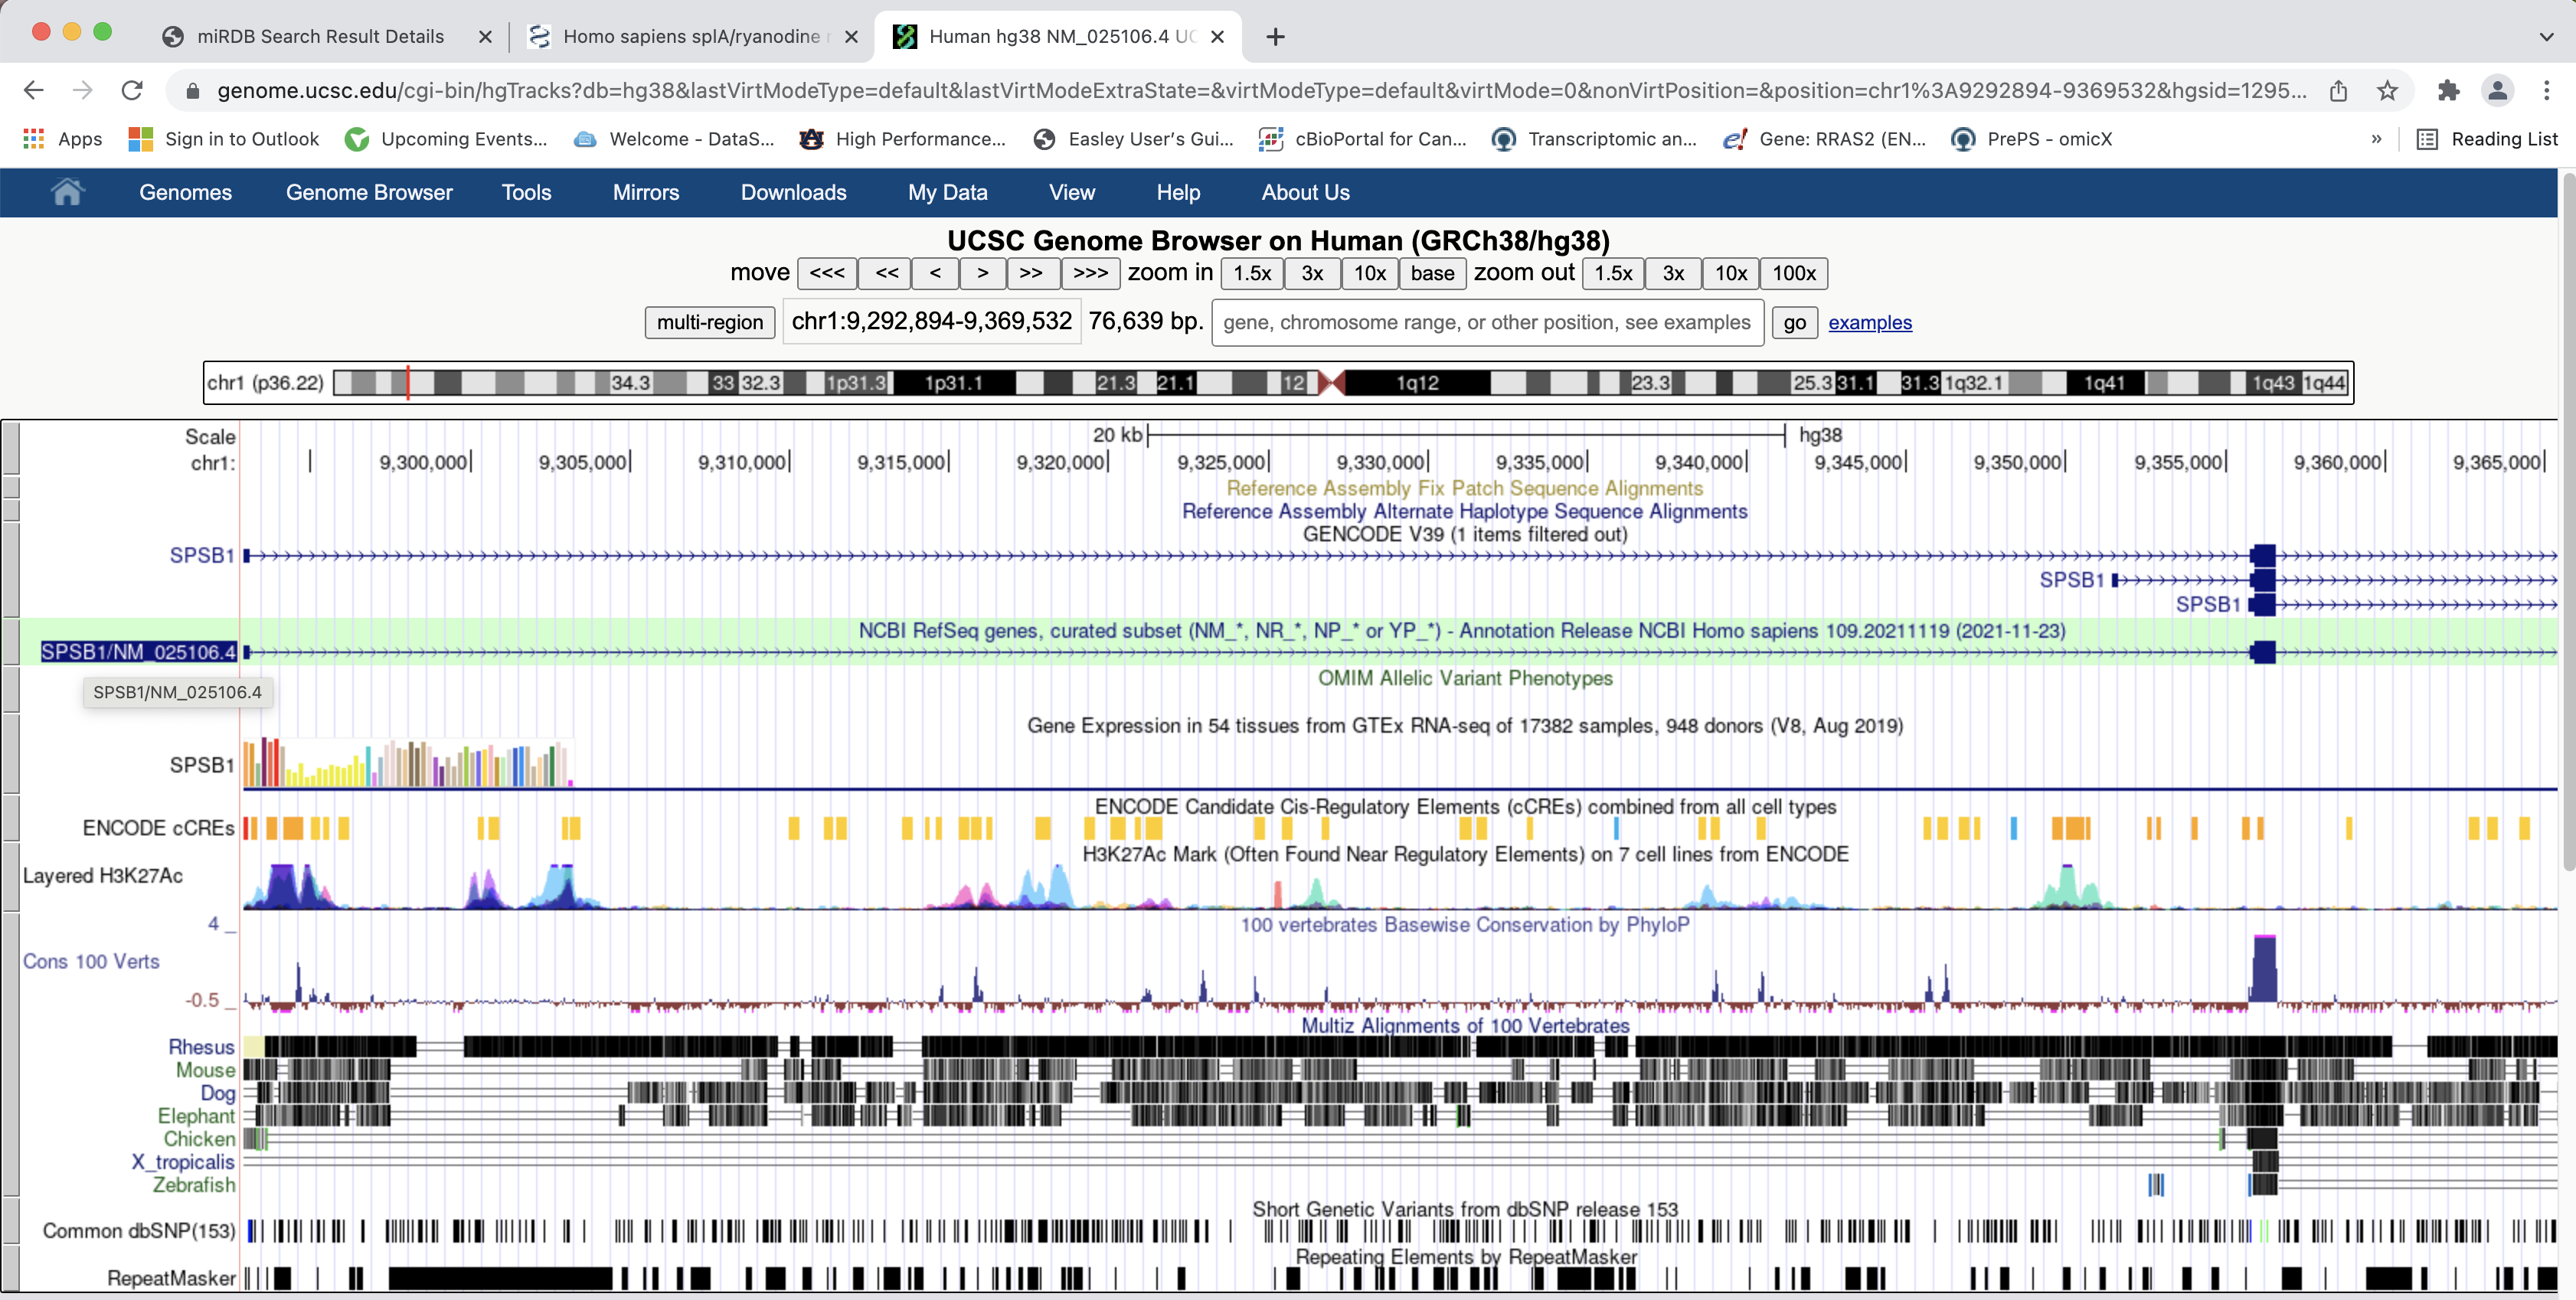 miRDB Search Result Details
Homo sapiens splA/ryanodine r
Human hg38 NM_025106.4 UC
genome.ucsc.edu/cgi-bin/hgTracks?db=hg38&lastVirtModeType=default&lastVirtModeExtraState=&virtModeType=default&virtMode=0&nonVirtPosition=&position=chr1%3A9292894-9369532&hgsid=1295...
Apps Sign in to Outlook Upcoming Events... Welcome - DataS... High Performance... Easley User's Gui... cBioPortal for Can... Transcriptomic an... Gene: RRAS2 (EN... PrePS - omicX » Reading List
Genomes Genome Browser Tools Mirrors Downloads My Data View Help About Us
UCSC Genome Browser on Human (GRCh38/hg38)
move <<< << < > >> >>> zoom in 1.5x 3x 10x base zoom out 1.5x 3x 10x 100x
multi-region chr1:9,292,894-9,369,532 76,639 bp. gene, chromosome range, or other position, see examples go examples
chr1 (p36.22) 34.3 33 32.3 1p31.3 1p31.1 21.3 21.1 12 1q12 23.3 25.3 31.1 31.3 1q32.1 1q41 1q43 1q44
Scale 20 kb hg38
chr1: 9,300,000 9,305,000 9,310,000 9,315,000 9,320,000 9,325,000 9,330,000 9,335,000 9,340,000 9,345,000 9,350,000 9,355,000 9,360,000 9,365,000
Reference Assembly Fix Patch Sequence Alignments
Reference Assembly Alternate Haplotype Sequence Alignments
GENCODE V39 (1 items filtered out)
SPSB1
SPSB1
SPSB1
NCBI RefSeq genes, curated subset (NM_*, NR_*, NP_* or YP_*) - Annotation Release NCBI Homo sapiens 109.20211119 (2021-11-23)
SPSB1/NM_025106.4
OMIM Allelic Variant Phenotypes
SPSB1/NM_025106.4
Gene Expression in 54 tissues from GTEx RNA-seq of 17382 samples, 948 donors (V8, Aug 2019)
SPSB1
ENCODE Candidate Cis-Regulatory Elements (cCREs) combined from all cell types
ENCODE cCREs
H3K27Ac Mark (Often Found Near Regulatory Elements) on 7 cell lines from ENCODE
Layered H3K27Ac
100 vertebrates Basewise Conservation by PhyloP
4 _
Cons 100 Verts
-0.5 _
Multiz Alignments of 100 Vertebrates
Rhesus
Mouse
Dog
Elephant
Chicken
X_tropicalis
Zebrafish
Short Genetic Variants from dbSNP release 153
Common dbSNP(153)
Repeating Elements by RepeatMasker
RepeatMasker